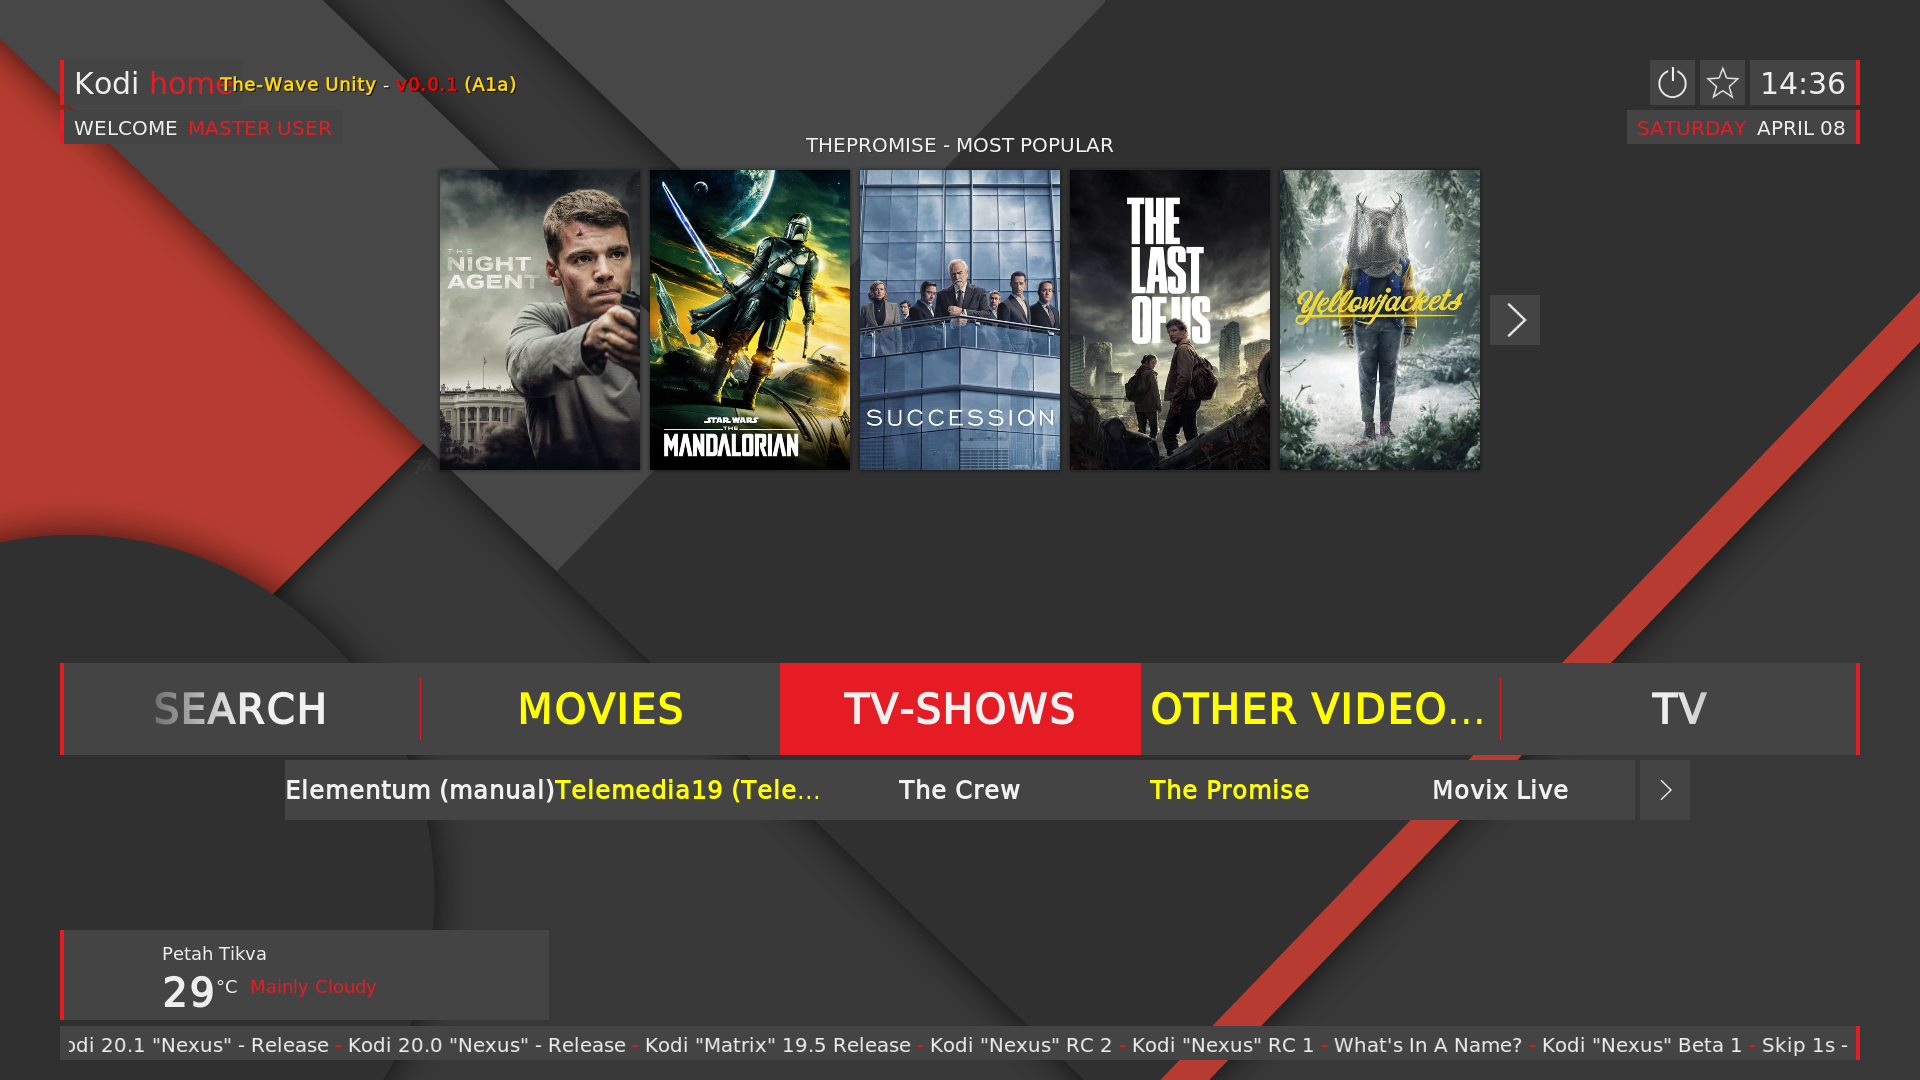 Kodi home
The-Wave Unity - v0.0.1 (A1a)
14:36
WELCOME MASTER USER
SATURDAY APRIL 08
THEPROMISE - MOST POPULAR
THE
NIGHT
AGENT
STAR WARS
THE
MANDALORIAN
SUCCESSION
THE
LAST
OF US
Yellowjackets
SEARCH
MOVIES
TV-SHOWS
OTHER VIDEO...
TV
Elementum (manual)
Telemedia19 (Tele...
The Crew
The Promise
Movix Live
Petah Tikva
29°C Mainly Cloudy
odi 20.1 "Nexus" - Release - Kodi 20.0 "Nexus" - Release - Kodi "Matrix" 19.5 Release - Kodi "Nexus" RC 2 - Kodi "Nexus" RC 1 - What's In A Name? - Kodi "Nexus" Beta 1 - Skip 1s -